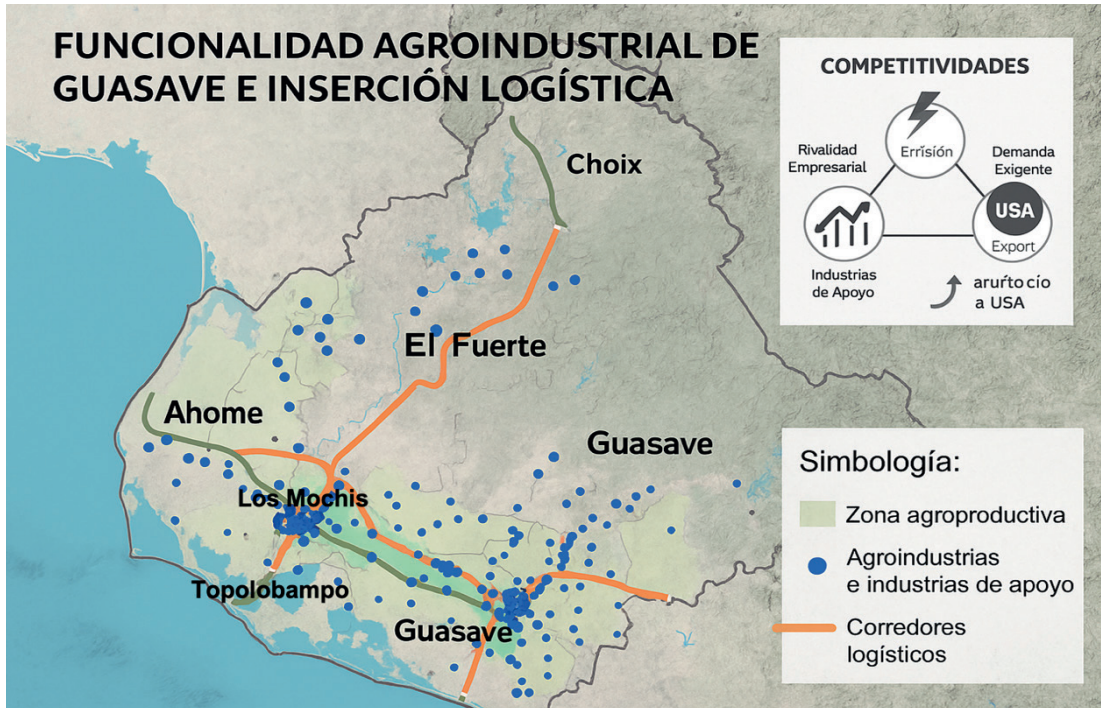 FUNCIONALIDAD AGROINDUSTRIAL DE
GUASAVE E INSERCIÓN LOGÍSTICA
COMPETITIVIDADES
Rivalidad
Empresarial
Erriśión
Demanda
Exigente
USA
Export
Industrias
de Apoyo
aruŕto cío
a USA
Choix
El Fuerte
Ahome
Guasave
Los Mochis
Topolobampo
Guasave
Simbología:
Zona agroproductiva
Agroindustrias
e industrias de apoyo
Corredores
logísticos